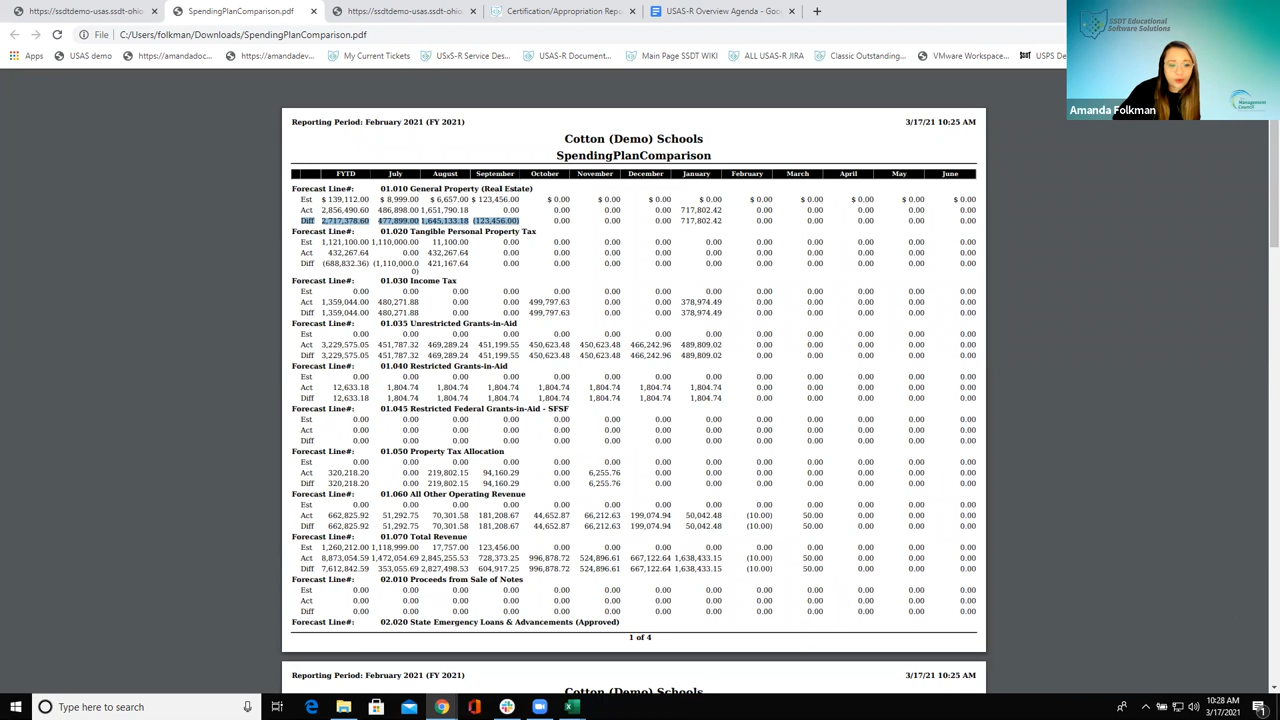 https://ssdtdemo-usas.ssdt-ohio
SpendingPlanComparison.pdf
https://ssdtdemo-usas.ssdt-ohio
Certification/Appropriation Repo
USAS-R Overview Agenda - Goo
File
C:/Users/folkman/Downloads/SpendingPlanComparison.pdf
Apps
USAS demo
https://amandadoc...
https://amandadev...
My Current Tickets
USxS-R Service Des...
USAS-R Document...
Main Page SSDT WIKI
ALL USAS-R JIRA
Classic Outstanding...
VMware Workspace...
USPS De
SSDT Educational
Software Solutions
Management
Council
Amanda Folkman
Reporting Period: February 2021 (FY 2021) 3/17/21 10:25 AM
Cotton (Demo) Schools
SpendingPlanComparison
FYTD July August September October November December January February March April May June
Forecast Line#: 01.010 General Property (Real Estate)
Est $ 139,112.00 $ 8,999.00 $ 6,657.00 $ 123,456.00 $ 0.00 $ 0.00 $ 0.00 $ 0.00 $ 0.00 $ 0.00 $ 0.00 $ 0.00 $ 0.00
Act 2,856,490.60 486,898.00 1,651,790.18 0.00 0.00 0.00 0.00 717,802.42 0.00 0.00 0.00 0.00 0.00
Diff 2,717,378.60 477,899.00 1,645,133.18 (123,456.00) 0.00 0.00 0.00 717,802.42 0.00 0.00 0.00 0.00 0.00
Forecast Line#: 01.020 Tangible Personal Property Tax
Est 1,121,100.00 1,110,000.00 11,100.00 0.00 0.00 0.00 0.00 0.00 0.00 0.00 0.00 0.00 0.00
Act 432,267.64 0.00 432,267.64 0.00 0.00 0.00 0.00 0.00 0.00 0.00 0.00 0.00 0.00
Diff (688,832.36) (1,110,000.0 421,167.64 0.00 0.00 0.00 0.00 0.00 0.00 0.00 0.00 0.00 0.00
0)
Forecast Line#: 01.030 Income Tax
Est 0.00 0.00 0.00 0.00 0.00 0.00 0.00 0.00 0.00 0.00 0.00 0.00 0.00
Act 1,359,044.00 480,271.88 0.00 0.00 499,797.63 0.00 0.00 378,974.49 0.00 0.00 0.00 0.00 0.00
Diff 1,359,044.00 480,271.88 0.00 0.00 499,797.63 0.00 0.00 378,974.49 0.00 0.00 0.00 0.00 0.00
Forecast Line#: 01.035 Unrestricted Grants-in-Aid
Est 0.00 0.00 0.00 0.00 0.00 0.00 0.00 0.00 0.00 0.00 0.00 0.00 0.00
Act 3,229,575.05 451,787.32 469,289.24 451,199.55 450,623.48 450,623.48 466,242.96 489,809.02 0.00 0.00 0.00 0.00 0.00
Diff 3,229,575.05 451,787.32 469,289.24 451,199.55 450,623.48 450,623.48 466,242.96 489,809.02 0.00 0.00 0.00 0.00 0.00
Forecast Line#: 01.040 Restricted Grants-in-Aid
Est 0.00 0.00 0.00 0.00 0.00 0.00 0.00 0.00 0.00 0.00 0.00 0.00 0.00
Act 12,633.18 1,804.74 1,804.74 1,804.74 1,804.74 1,804.74 1,804.74 1,804.74 0.00 0.00 0.00 0.00 0.00
Diff 12,633.18 1,804.74 1,804.74 1,804.74 1,804.74 1,804.74 1,804.74 1,804.74 0.00 0.00 0.00 0.00 0.00
Forecast Line#: 01.045 Restricted Federal Grants-in-Aid - SFSF
Est 0.00 0.00 0.00 0.00 0.00 0.00 0.00 0.00 0.00 0.00 0.00 0.00 0.00
Act 0.00 0.00 0.00 0.00 0.00 0.00 0.00 0.00 0.00 0.00 0.00 0.00 0.00
Diff 0.00 0.00 0.00 0.00 0.00 0.00 0.00 0.00 0.00 0.00 0.00 0.00 0.00
Forecast Line#: 01.050 Property Tax Allocation
Est 0.00 0.00 0.00 0.00 0.00 0.00 0.00 0.00 0.00 0.00 0.00 0.00 0.00
Act 320,218.20 0.00 219,802.15 94,160.29 0.00 6,255.76 0.00 0.00 0.00 0.00 0.00 0.00 0.00
Diff 320,218.20 0.00 219,802.15 94,160.29 0.00 6,255.76 0.00 0.00 0.00 0.00 0.00 0.00 0.00
Forecast Line#: 01.060 All Other Operating Revenue
Est 0.00 0.00 0.00 0.00 0.00 0.00 0.00 0.00 0.00 0.00 0.00 0.00 0.00
Act 662,825.92 51,292.75 70,301.58 181,208.67 44,652.87 66,212.63 199,074.94 50,042.48 (10.00) 50.00 0.00 0.00 0.00
Diff 662,825.92 51,292.75 70,301.58 181,208.67 44,652.87 66,212.63 199,074.94 50,042.48 (10.00) 50.00 0.00 0.00 0.00
Forecast Line#: 01.070 Total Revenue
Est 1,260,212.00 1,118,999.00 17,757.00 123,456.00 0.00 0.00 0.00 0.00 0.00 0.00 0.00 0.00 0.00
Act 8,873,054.59 1,472,054.69 2,845,255.53 728,373.25 996,878.72 524,896.61 667,122.64 1,638,433.15 (10.00) 50.00 0.00 0.00 0.00
Diff 7,612,842.59 353,055.69 2,827,498.53 604,917.25 996,878.72 524,896.61 667,122.64 1,638,433.15 (10.00) 50.00 0.00 0.00 0.00
Forecast Line#: 02.010 Proceeds from Sale of Notes
Est 0.00 0.00 0.00 0.00 0.00 0.00 0.00 0.00 0.00 0.00 0.00 0.00 0.00
Act 0.00 0.00 0.00 0.00 0.00 0.00 0.00 0.00 0.00 0.00 0.00 0.00 0.00
Diff 0.00 0.00 0.00 0.00 0.00 0.00 0.00 0.00 0.00 0.00 0.00 0.00 0.00
Forecast Line#: 02.020 State Emergency Loans & Advancements (Approved)
1 of 4
Reporting Period: February 2021 (FY 2021) 3/17/21 10:25 AM
Cotton (Demo) Schools
Type here to search
10:28 AM
3/17/2021